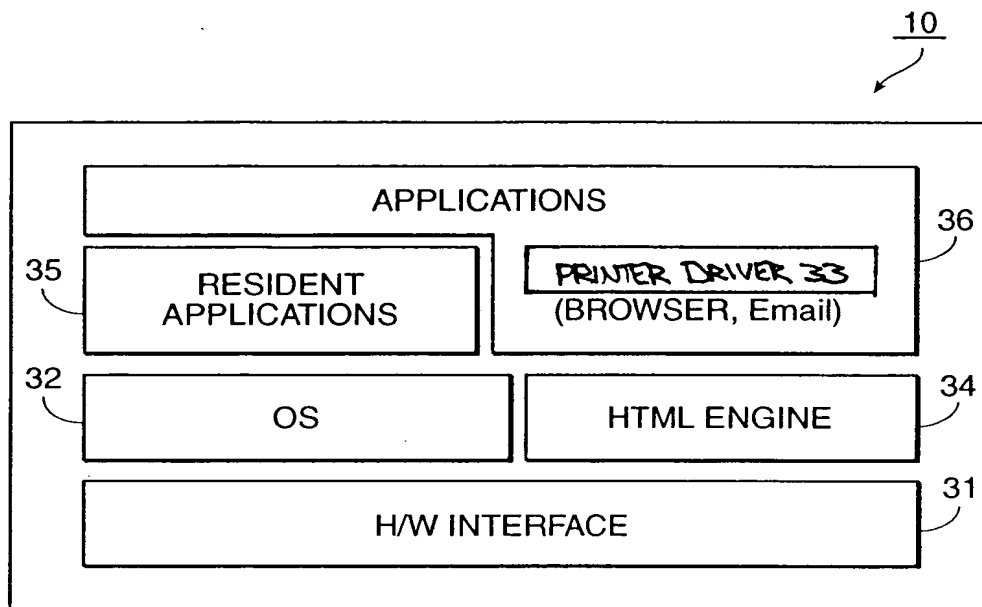 10
APPLICATIONS
36
35
RESIDENT
APPLICATIONS
PRINTER DRIVER 33
(BROWSER, Email)
32
OS
HTML ENGINE
34
31
H/W INTERFACE